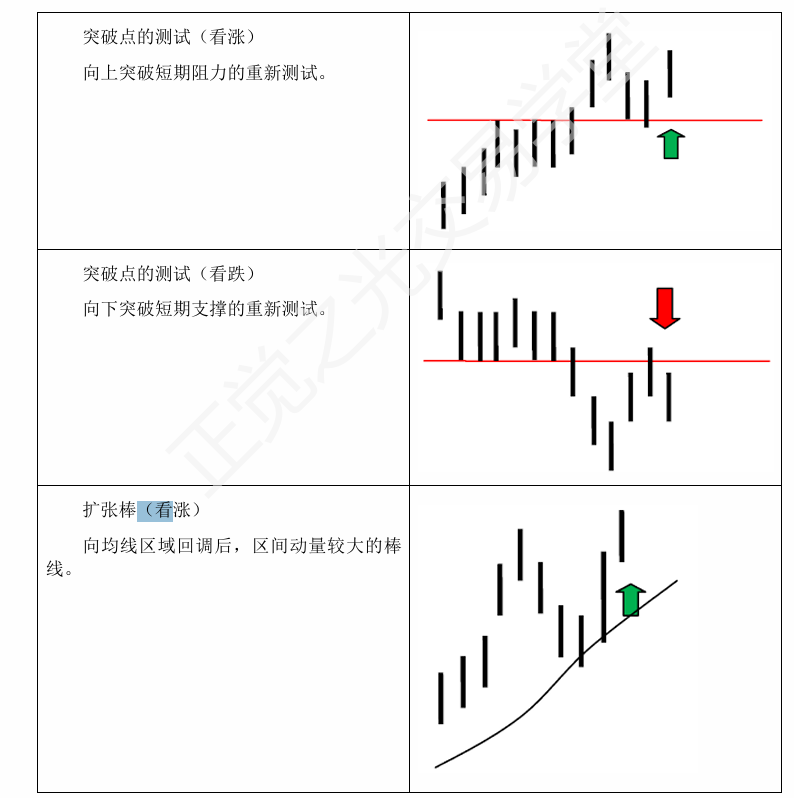 突破点的测试（看涨）
向上突破短期阻力的重新测试。
突破点的测试（看跌）
向下突破短期支撑的重新测试。
扩张棒（看涨）
向均线区域回调后，区间动量较大的棒
线。
正觉之光交易学堂